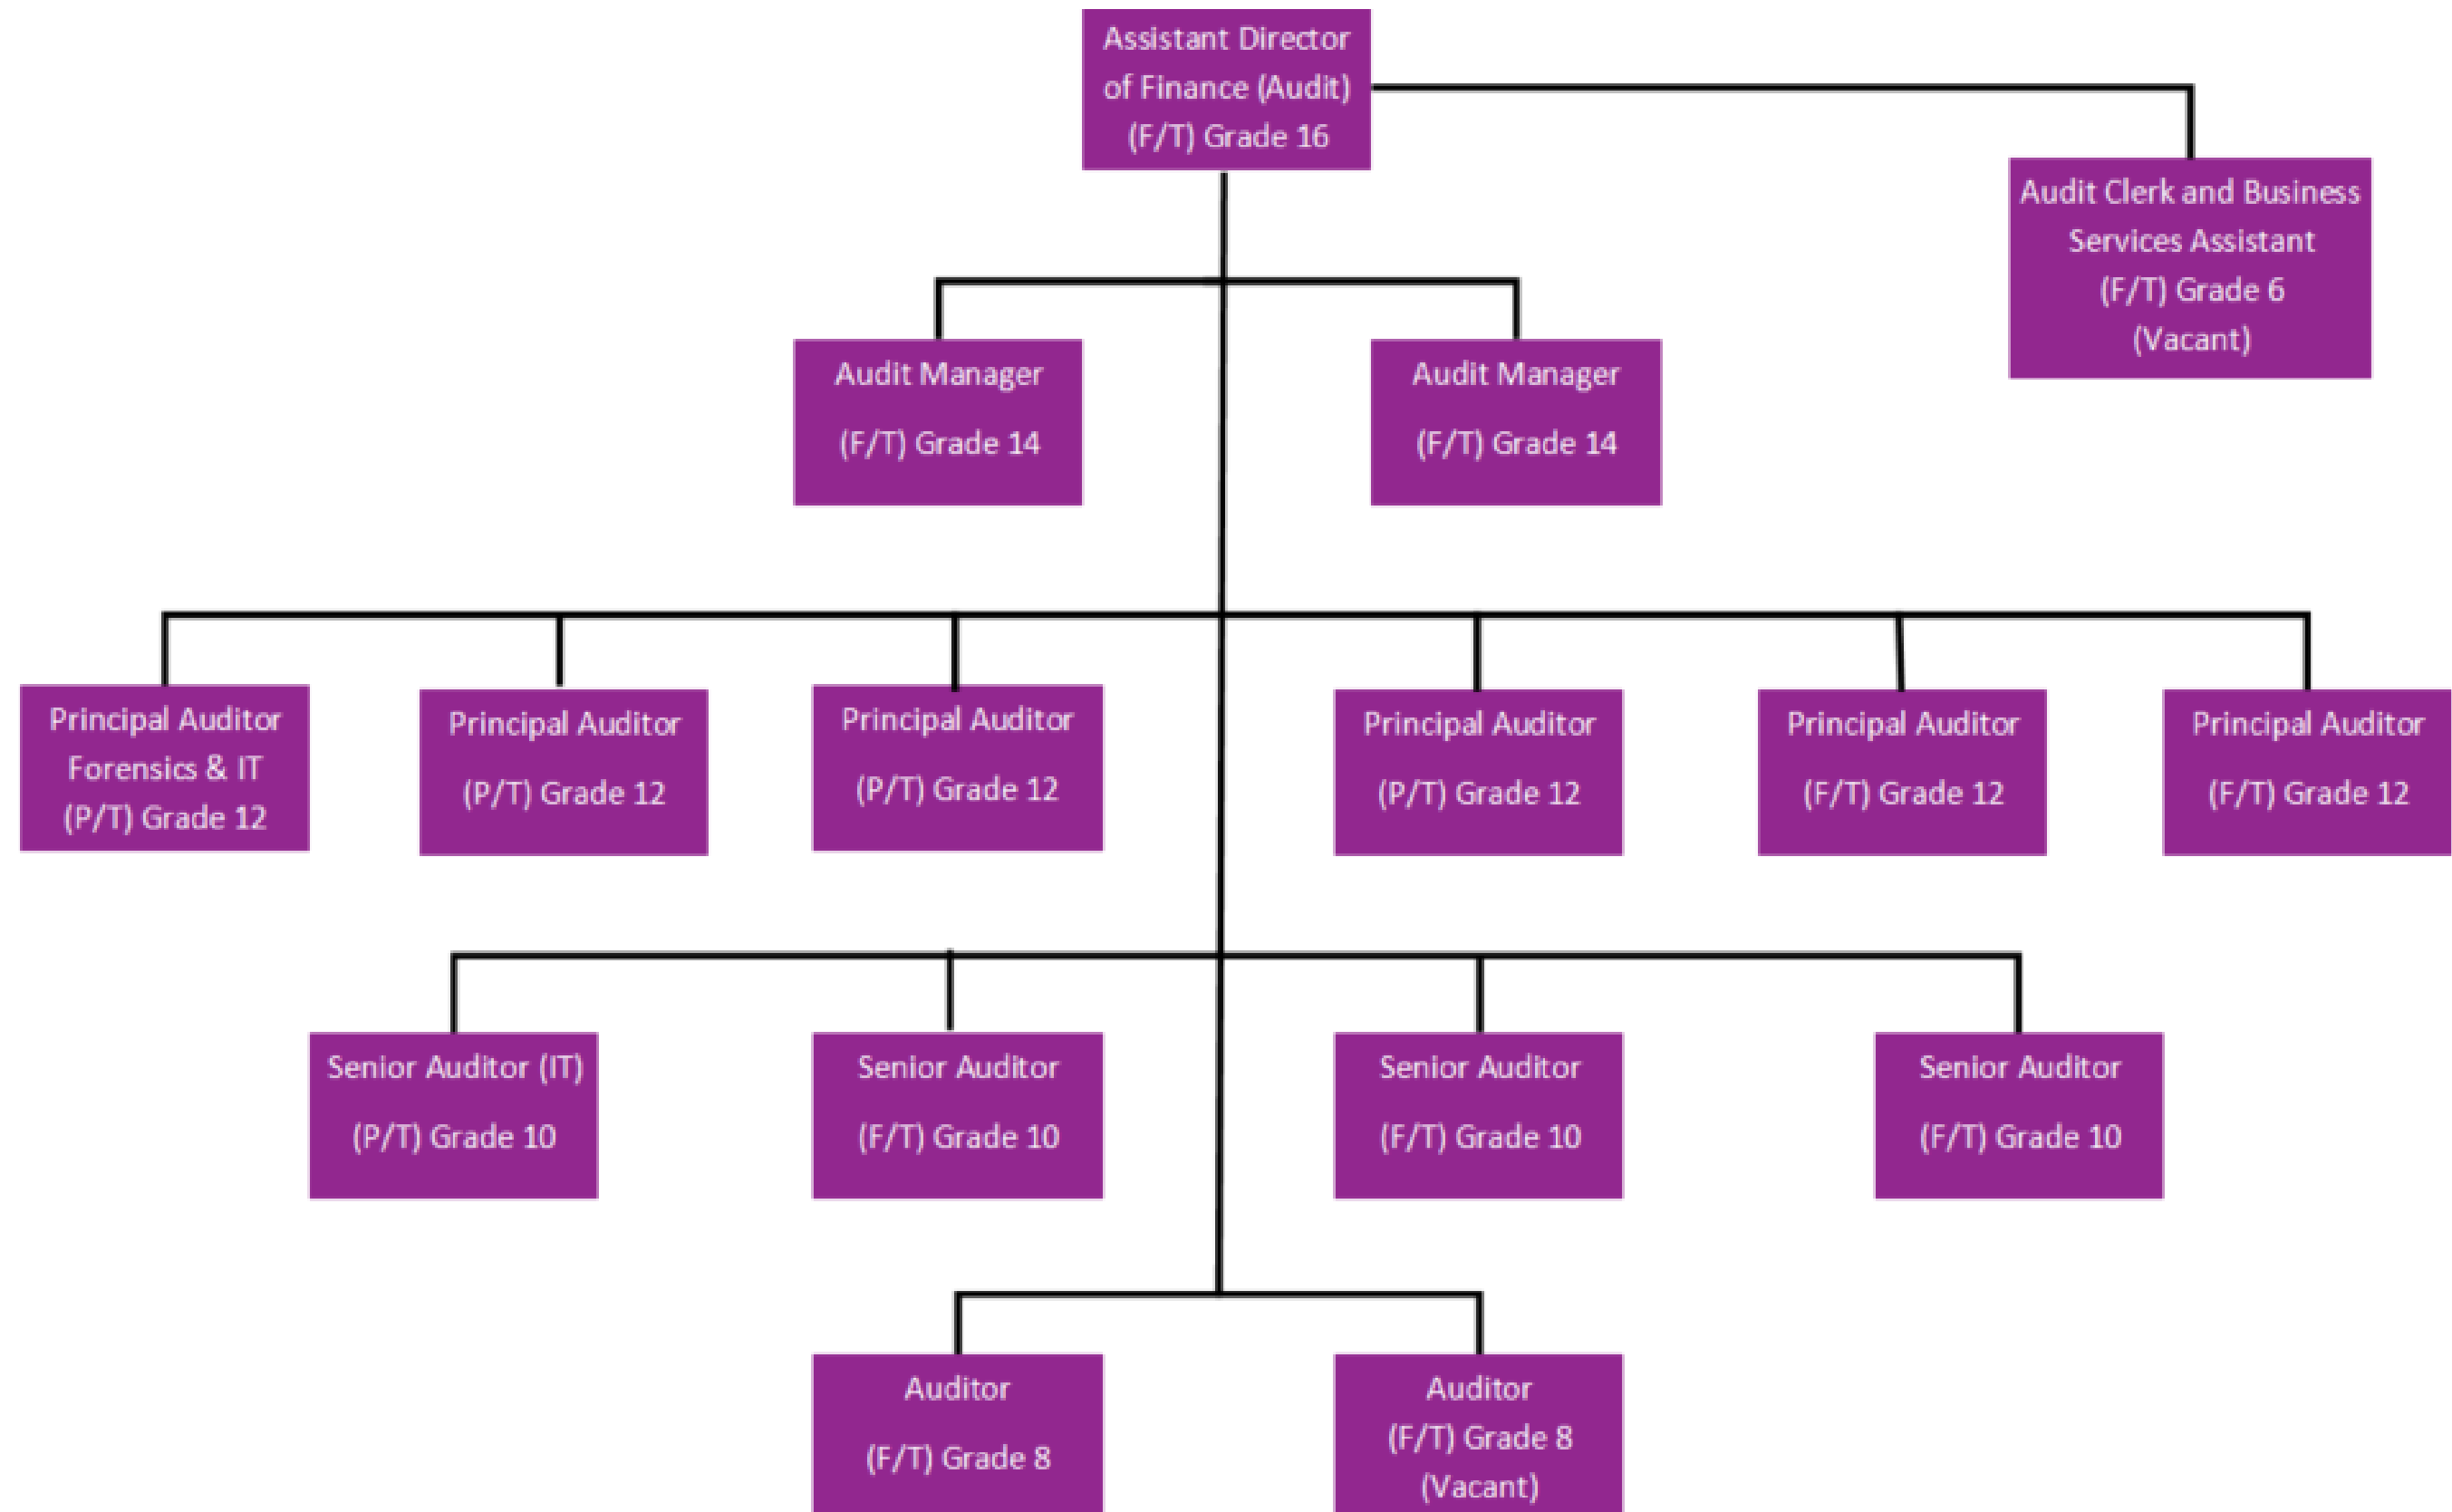 Assistant Director
of Finance (Audit)
(F/T) Grade 16
Audit Clerk and Business
Services Assistant
(F/T) Grade 6
(Vacant)
Audit Manager
(F/T) Grade 14
Audit Manager
(F/T) Grade 14
Principal Auditor
Forensics & IT
(P/T) Grade 12
Principal Auditor
(P/T) Grade 12
Principal Auditor
(P/T) Grade 12
Principal Auditor
(P/T) Grade 12
Principal Auditor
(F/T) Grade 12
Principal Auditor
(F/T) Grade 12
Senior Auditor (IT)
(P/T) Grade 10
Senior Auditor
(F/T) Grade 10
Senior Auditor
(F/T) Grade 10
Senior Auditor
(F/T) Grade 10
Auditor
(F/T) Grade 8
Auditor
(F/T) Grade 8
(Vacant)